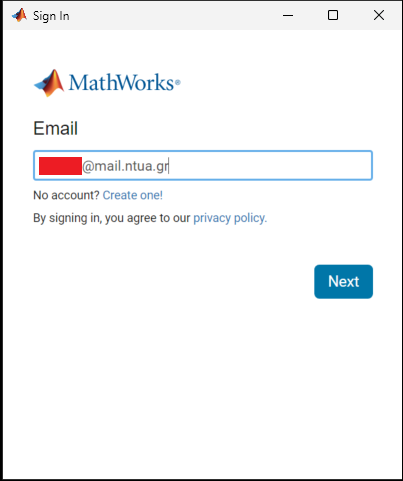 Sign In
MathWorks®
Email
@mail.ntua.gr
No account? Create one!
By signing in, you agree to our privacy policy.
Next